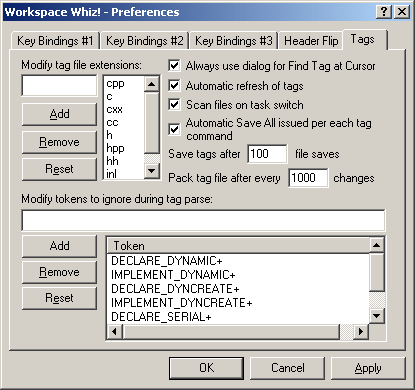 Workspace Whiz! - Preferences
Key Bindings #1 Key Bindings #2 Key Bindings #3 Header Flip Tags
Modify tag file extensions:
cpp
c
cxx
cc
h
hpp
hh
inl
Add
Remove
Reset
Always use dialog for Find Tag at Cursor
Automatic refresh of tags
Scan files on task switch
Automatic Save All issued per each tag
command
Save tags after 100 file saves
Pack tag file after every 1000 changes
Modify tokens to ignore during tag parse:
Add
Remove
Reset
Token
DECLARE_DYNAMIC+
IMPLEMENT_DYNAMIC+
DECLARE_DYNCREATE+
IMPLEMENT_DYNCREATE+
DECLARE_SERIAL+
OK Cancel Apply